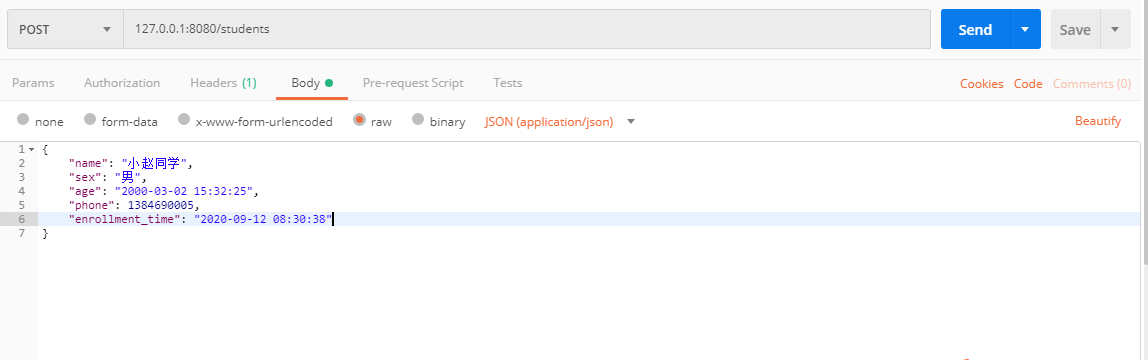 POST 127.0.0.1:8080/students Send Save
Params Authorization Headers (1) Body Pre-request Script Tests Cookies Code Comments (0)
none form-data x-www-form-urlencoded raw binary JSON (application/json) Beautify
1 {
2 "name": "小赵同学",
3 "sex": "男",
4 "age": "2000-03-02 15:32:25",
5 "phone": 1384690005,
6 "enrollment_time": "2020-09-12 08:30:38"
7 }